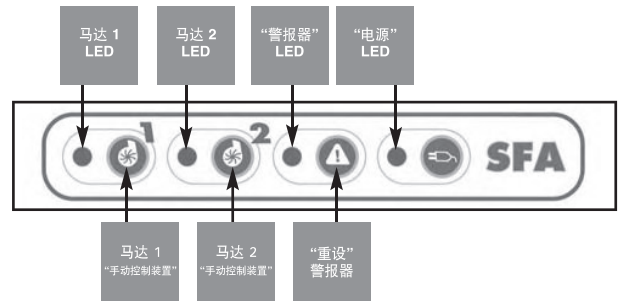 马达 1
LED
马达 2
LED
“警报器”
LED
“电源”
LED
1
2
SFA
马达 1
“手动控制装置”
马达 2
“手动控制装置”
“重设”
警报器